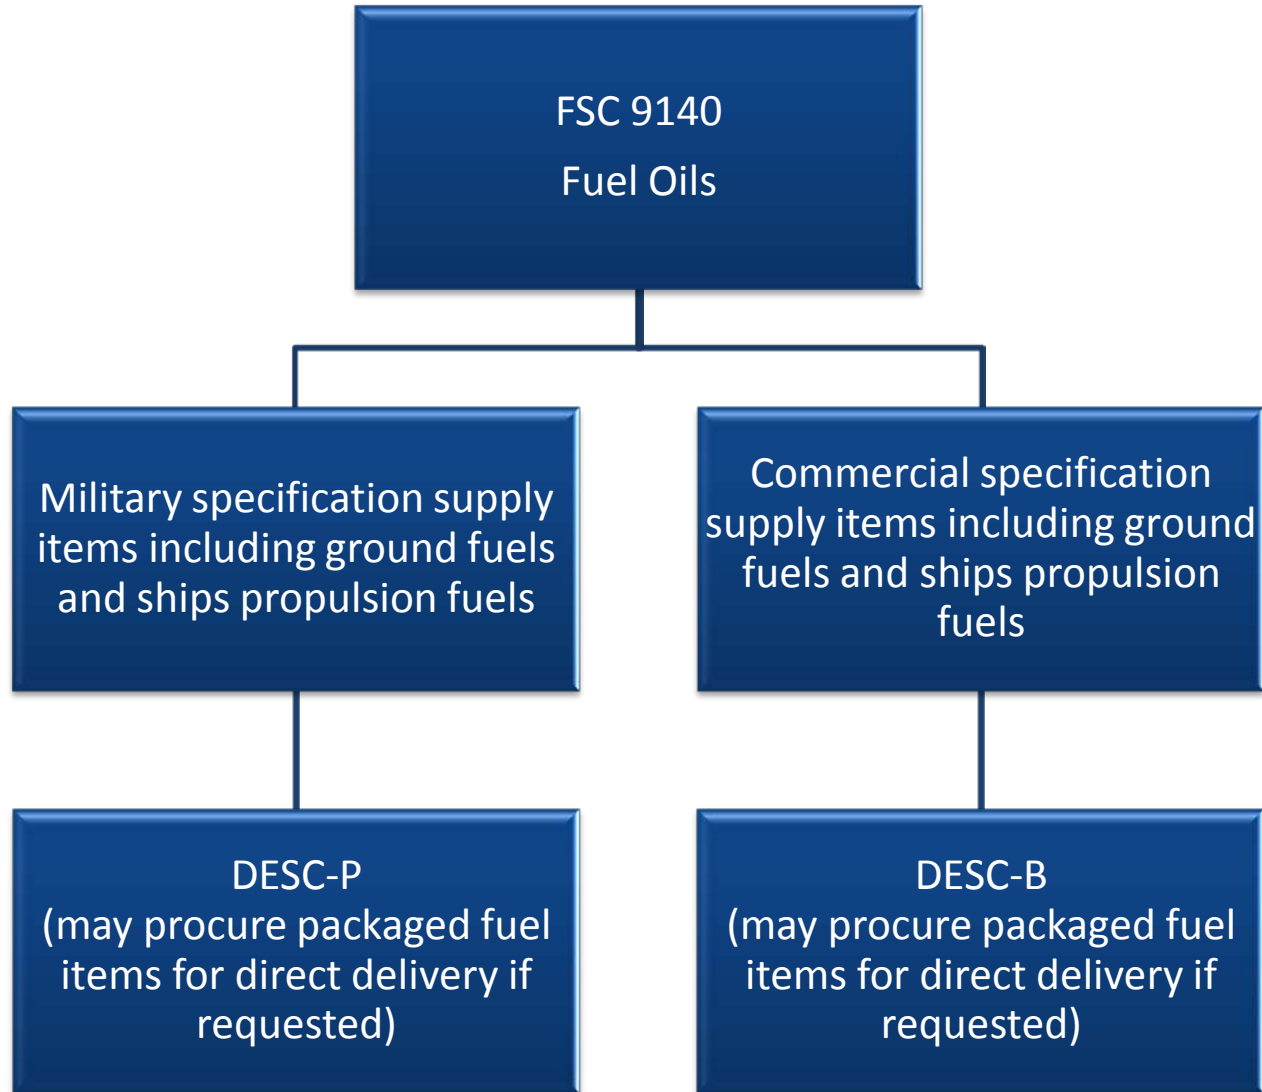 FSC 9140
Fuel Oils
Military specification supply
items including ground fuels
and ships propulsion fuels
Commercial specification
supply items including ground
fuels and ships propulsion
fuels
DESC-P
(may procure packaged fuel
items for direct delivery if
requested)
DESC-B
(may procure packaged fuel
items for direct delivery if
requested)